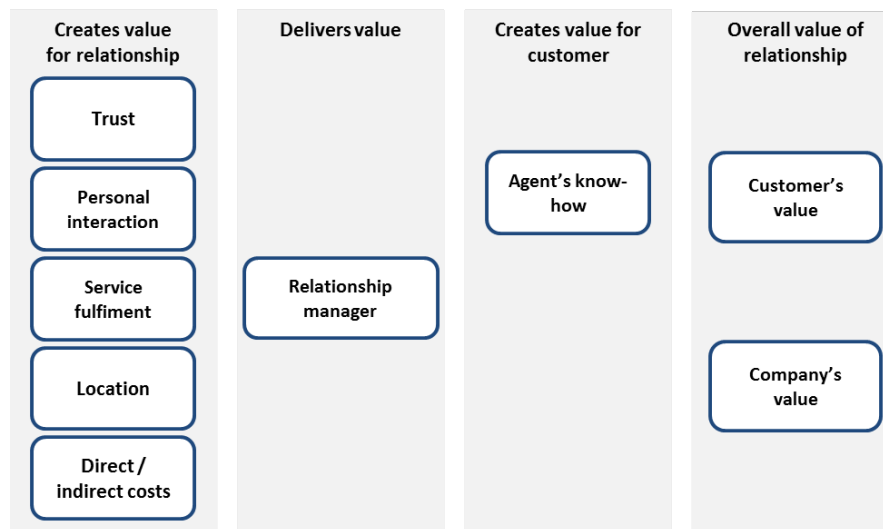 Creates value
for relationship
Trust
Personal
interaction
Service
fulfiment
Location
Direct /
indirect costs
Delivers value
Relationship
manager
Creates value for
customer
Agent's know-
how
Overall value of
relationship
Customer's
value
Company's
value